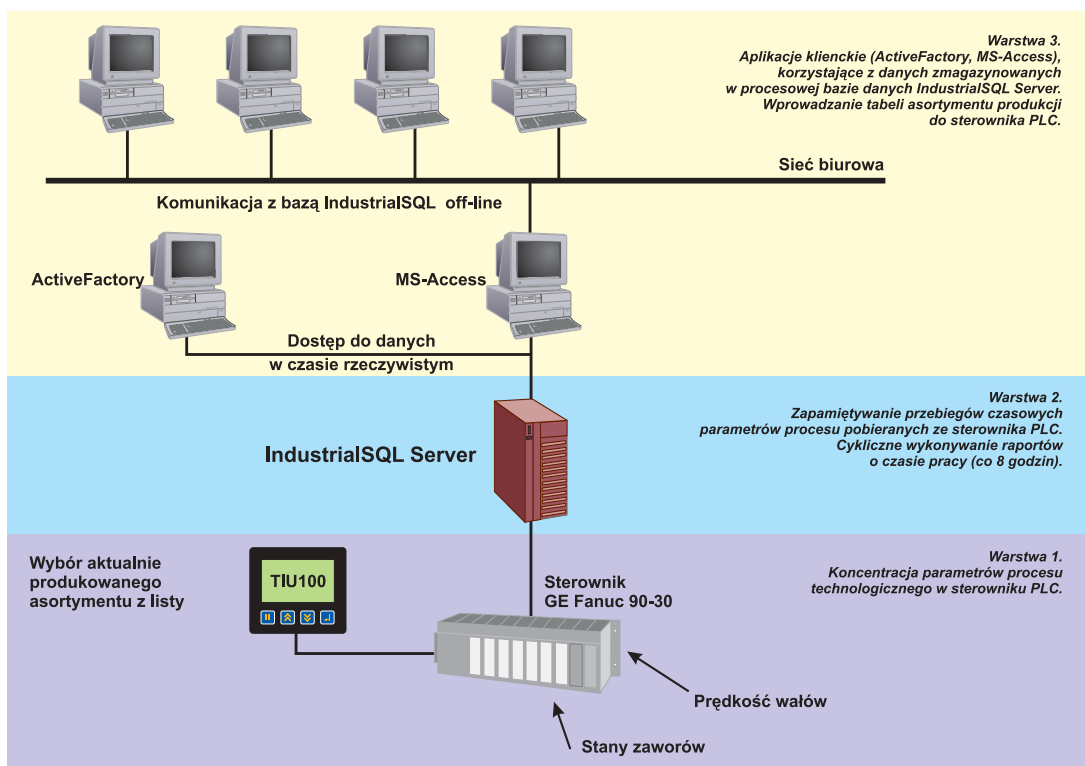 Warstwa 3.
Aplikacje klienckie (ActiveFactory, MS-Access),
korzystające z danych zmagazynowanych
w procesowej bazie danych IndustrialSQL Server.
Wprowadzanie tabeli asortymentu produkcji
do sterownika PLC.
Sieć biurowa
Komunikacja z bazą IndustrialSQL off-line
ActiveFactory
MS-Access
Dostęp do danych
w czasie rzeczywistym
Warstwa 2.
Zapamiętywanie przebiegów czasowych
parametrów procesu pobieranych ze sterownika PLC.
Cykliczne wykonywanie raportów
o czasie pracy (co 8 godzin).
IndustrialSQL Server
Warstwa 1.
Koncentracja parametrów procesu
technologicznego w sterowniku PLC.
Wybór aktualnie
produkowanego
asortymentu z listy
TIU100
Sterownik
GE Fanuc 90-30
Prędkość wałów
Stany zaworów